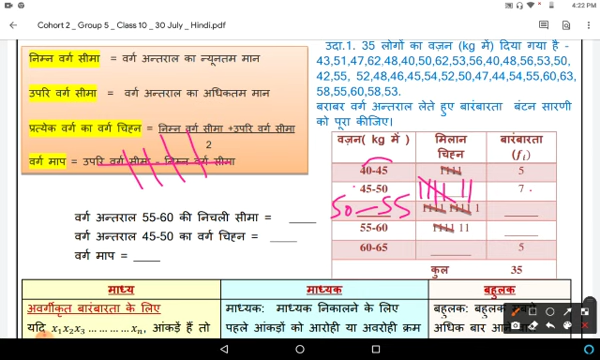 4:22 PM
Cohort 2 _ Group 5 _ Class 10 _ 30 July _ Hindi.pdf
निम्न वर्ग सीमा = वर्ग अन्तराल का न्यूनतम मान
उपरि वर्ग सीमा = वर्ग अन्तराल का अधिकतम मान
प्रत्येक वर्ग का वर्ग चिह्न = निम्न वर्ग सीमा +उपरि वर्ग सीमा
2
वर्ग माप = उपरि वर्ग सीमा - निम्न वर्ग सीमा
वर्ग अन्तराल 55-60 की निचली सीमा = ____
वर्ग अन्तराल 45-50 का वर्ग चिह्न = ____
वर्ग माप = ____
उदा.1. 35 लोगों का वज़न (kg में) दिया गया है -
43,51,47,62,48,40,50,62,53,56,40,48,56,53,50,
42,55, 52,48,46,45,54,52,50,47,44,54,55,60,63,
58,55,60,58,53.
बराबर वर्ग अन्तराल लेते हुए बारंबारता बंटन सारणी
को पूरा कीजिए।
वज़न( kg में ) मिलान चिह्न बारंबारता (fᵢ)
40-45 5
45-50 7
50-55
55-60 11
60-65 5
कुल 35
माध्य माध्यक बहुलक
अवर्गीकृत बारंबारता के लिए
यदि x₁x₂x₃ ... ... ... ... xₙ, आंकड़ें हैं तो
माध्यक: माध्यक निकालने के लिए
पहले आंकड़ों को आरोही या अवरोही क्रम
बहुलक:
अधिक बार